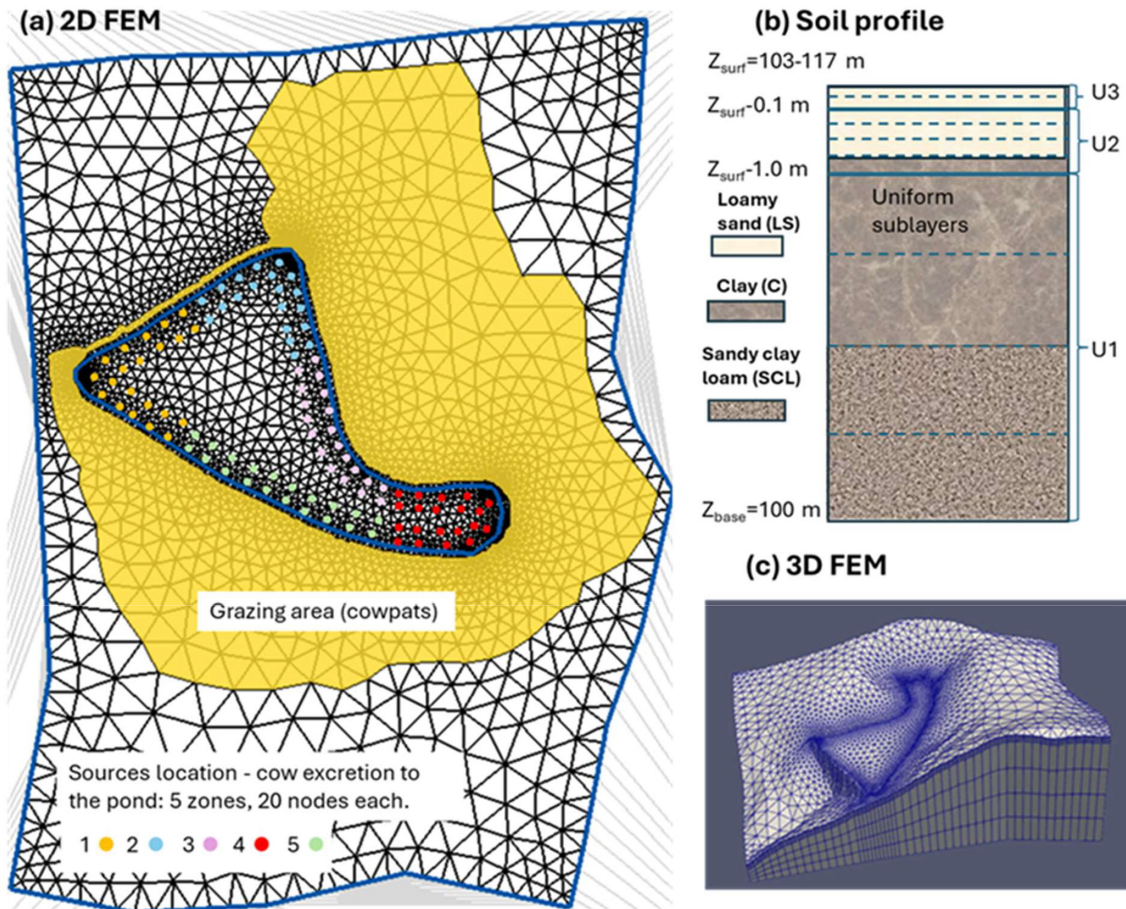 (a) 2D FEM
Grazing area (cowpats)
Sources location - cow excretion to
the pond: 5 zones, 20 nodes each.
1 2 3 4 5
(b) Soil profile
Zsurf=103-117 m
Zsurf-0.1 m
Zsurf-1.0 m
Loamy
sand (LS)
Clay (C)
Sandy clay
loam (SCL)
Zbase=100 m
Uniform
sublayers
U3
U2
U1
(c) 3D FEM